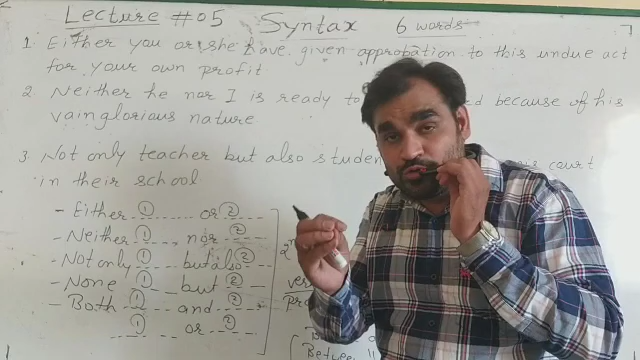 Lecture #05 Syntax 6 words
1. Either you or she have given approbation to this undue act
for your own profit.
2 Neither he nor I is ready to because of his
vainglorious nature
3 Not only teacher but also court
in their school
- Either ① or ②
- Neither ① nor ②
- Not only ① but also ②
- None ① but ②
- Both ① and ②
① or ②
Between